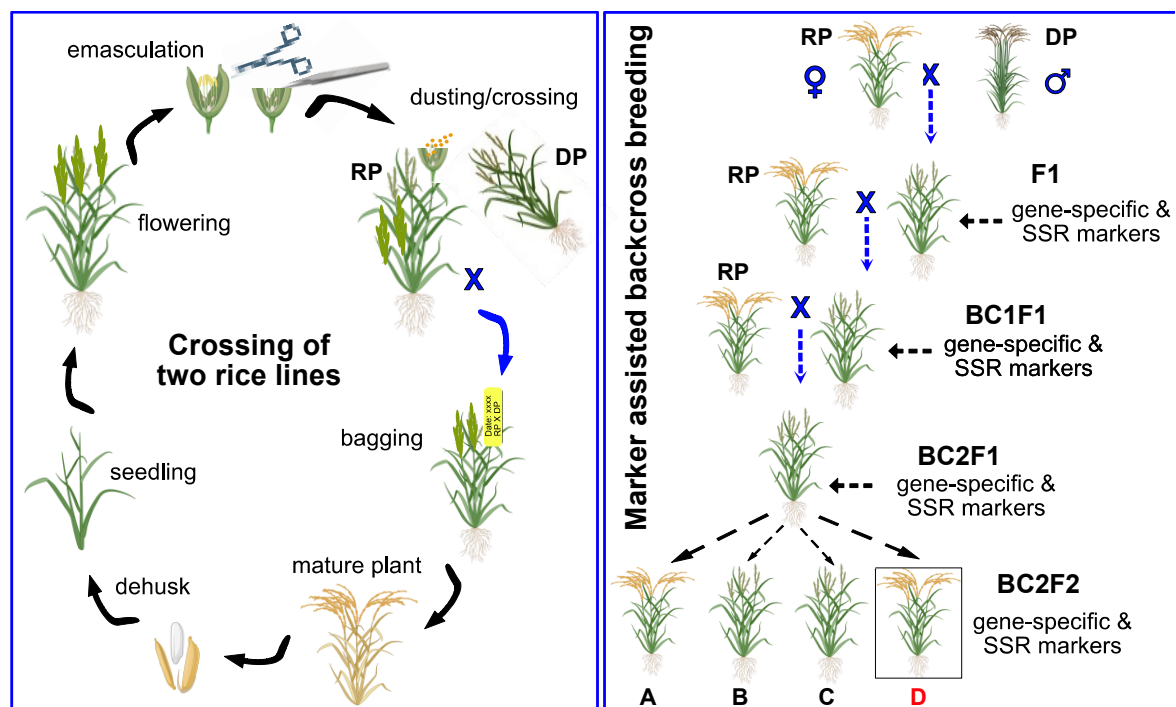 emasculation
dusting/crossing
RP
DP
flowering
X
Crossing of
two rice lines
Date: xxxx
RP X DP
bagging
seedling
mature plant
dehusk
Marker assisted backcross breeding
RP
♀
X
DP
♂
RP
X
F1
gene-specific &
SSR markers
RP
X
BC1F1
gene-specific &
SSR markers
BC2F1
gene-specific &
SSR markers
BC2F2
gene-specific &
SSR markers
A
B
C
D